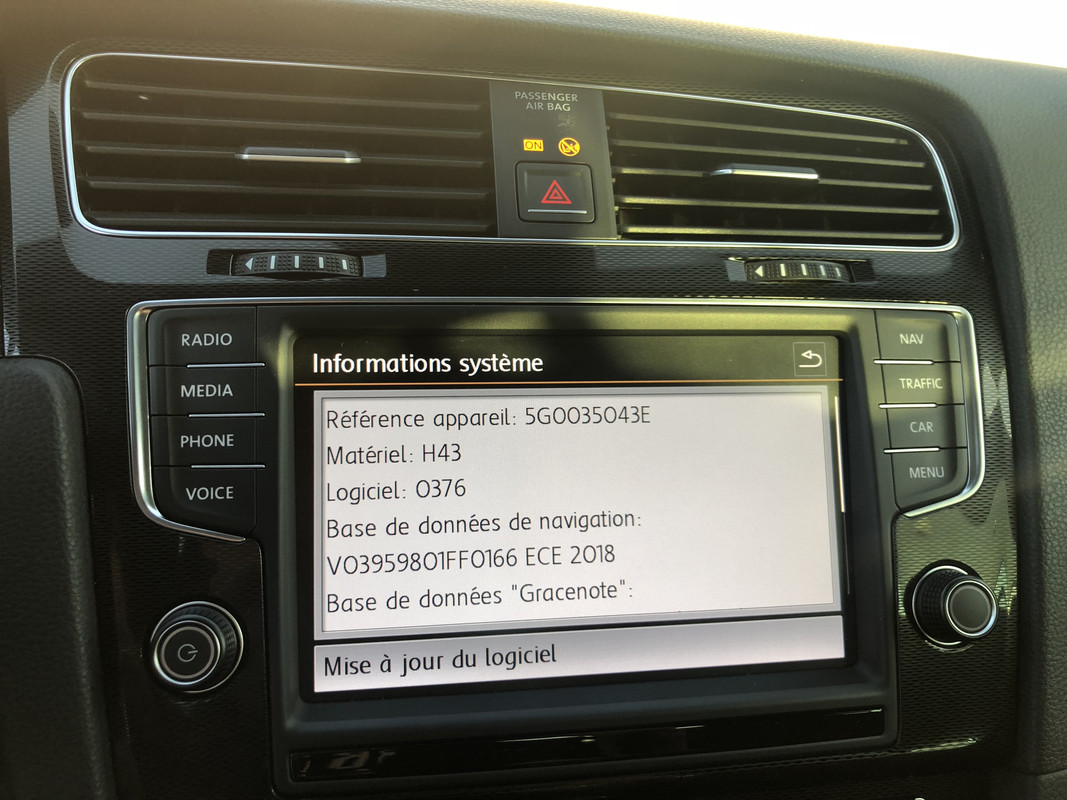 PASSENGER
AIR BAG
ON
RADIO
MEDIA
PHONE
VOICE
Informations système
Référence appareil: 5G0035043E
Matériel: H43
Logiciel: 0376
Base de données de navigation:
V03959801FF0166 ECE 2018
Base de données "Gracenote":
Mise à jour du logiciel
NAV
TRAFFIC
CAR
MENU